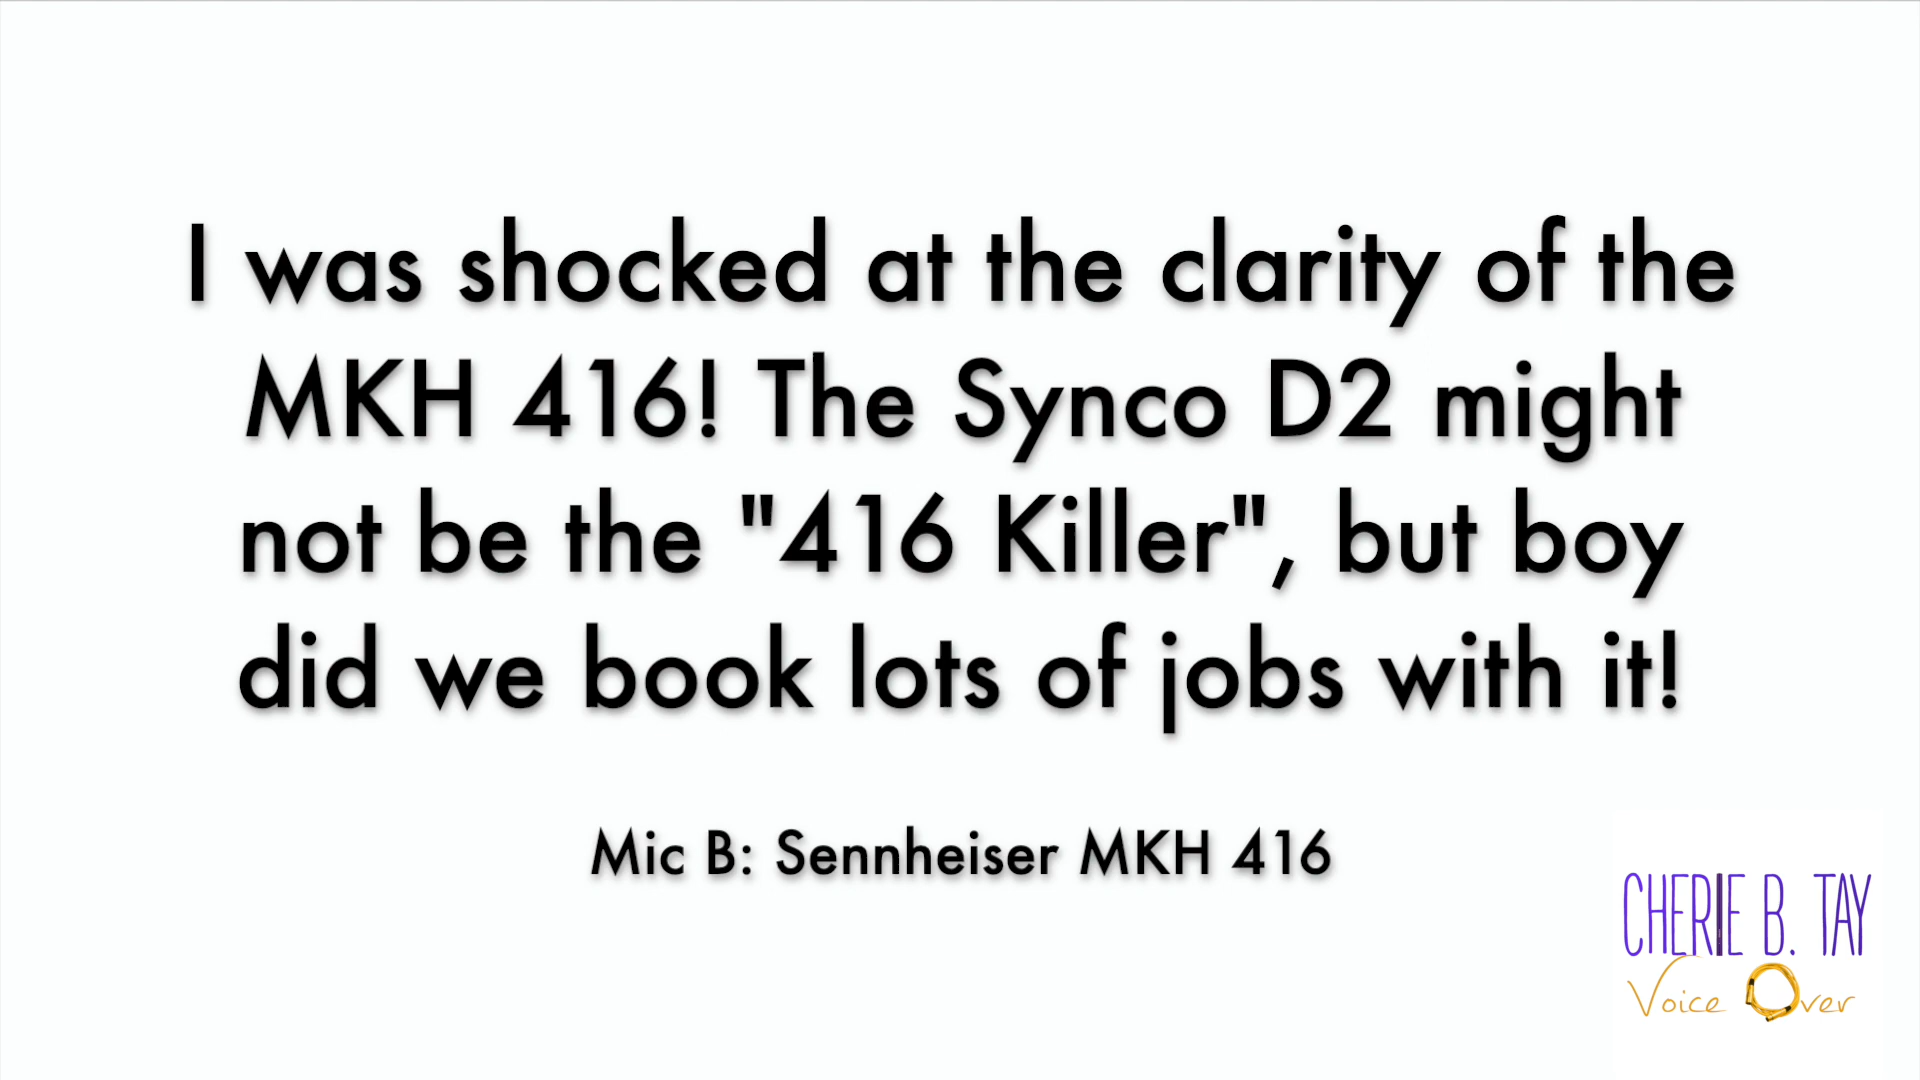 I was shocked at the clarity of the
MKH 416! The Synco D2 might
not be the "416 Killer", but boy
did we book lots of jobs with it!
Mic B: Sennheiser MKH 416
CHERIE B. TAY
Voice Over